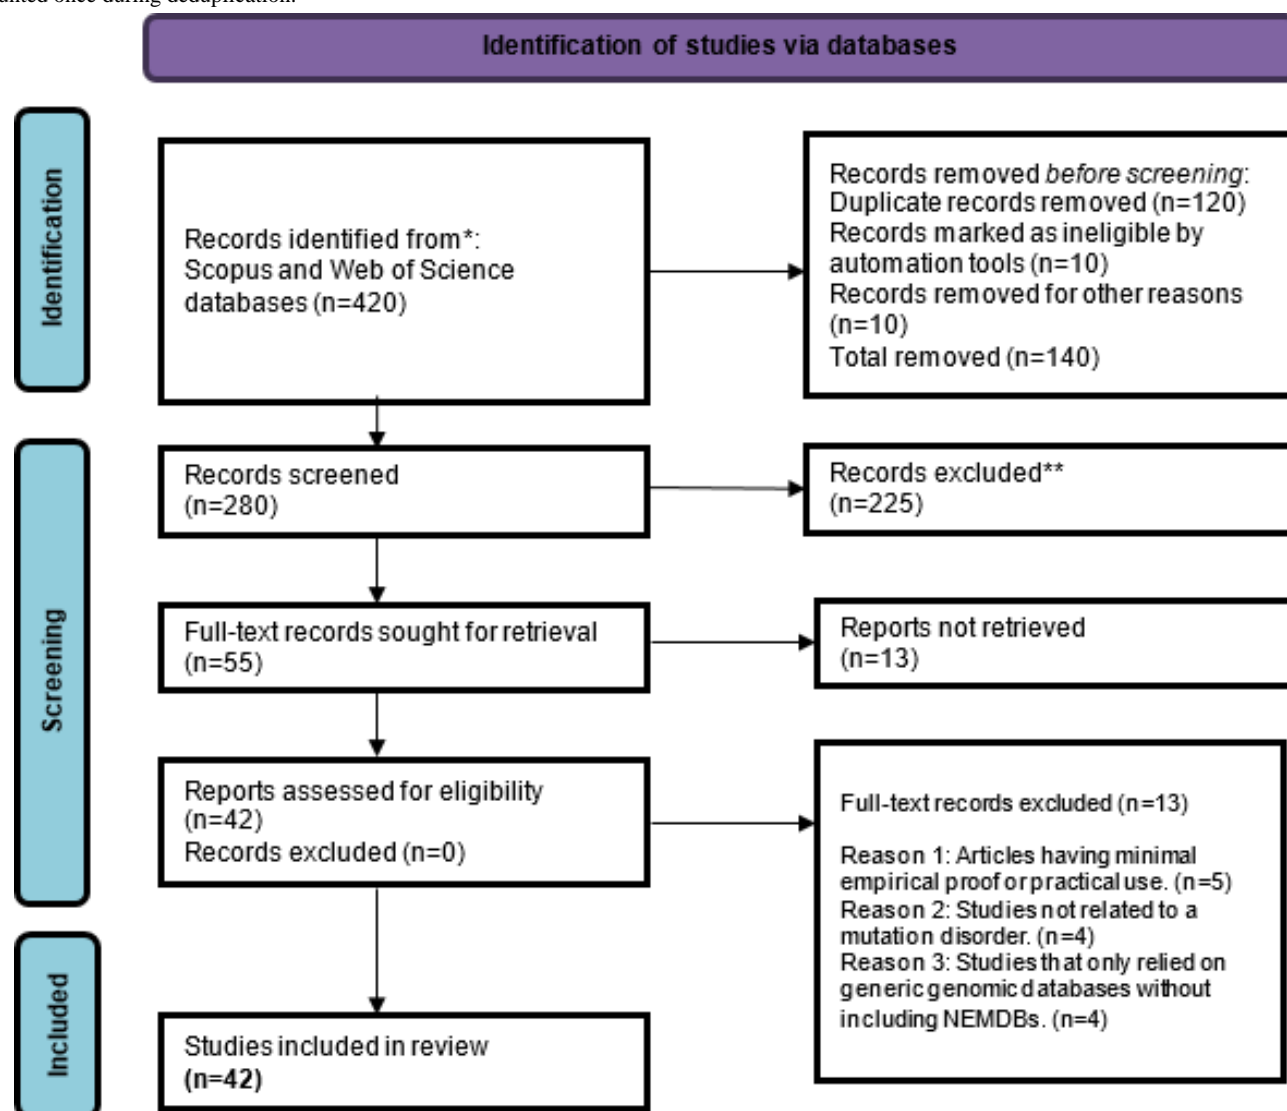 once during deduplication.
Identification of studies via databases
Identification
Records identified from*:
Scopus and Web of Science
databases (n=420)
Records removed before screening:
Duplicate records removed (n=120)
Records marked as ineligible by
automation tools (n=10)
Records removed for other reasons
(n=10)
Total removed (n=140)
Screening
Records screened
(n=280)
Records excluded**
(n=225)
Full-text records sought for retrieval
(n=55)
Reports not retrieved
(n=13)
Reports assessed for eligibility
(n=42)
Records excluded (n=0)
Full-text records excluded (n=13)
Reason 1: Articles having minimal
empirical proof or practical use. (n=5)
Reason 2: Studies not related to a
mutation disorder. (n=4)
Reason 3: Studies that only relied on
generic genomic databases without
including NEMDBs. (n=4)
Included
Studies included in review
(n=42)